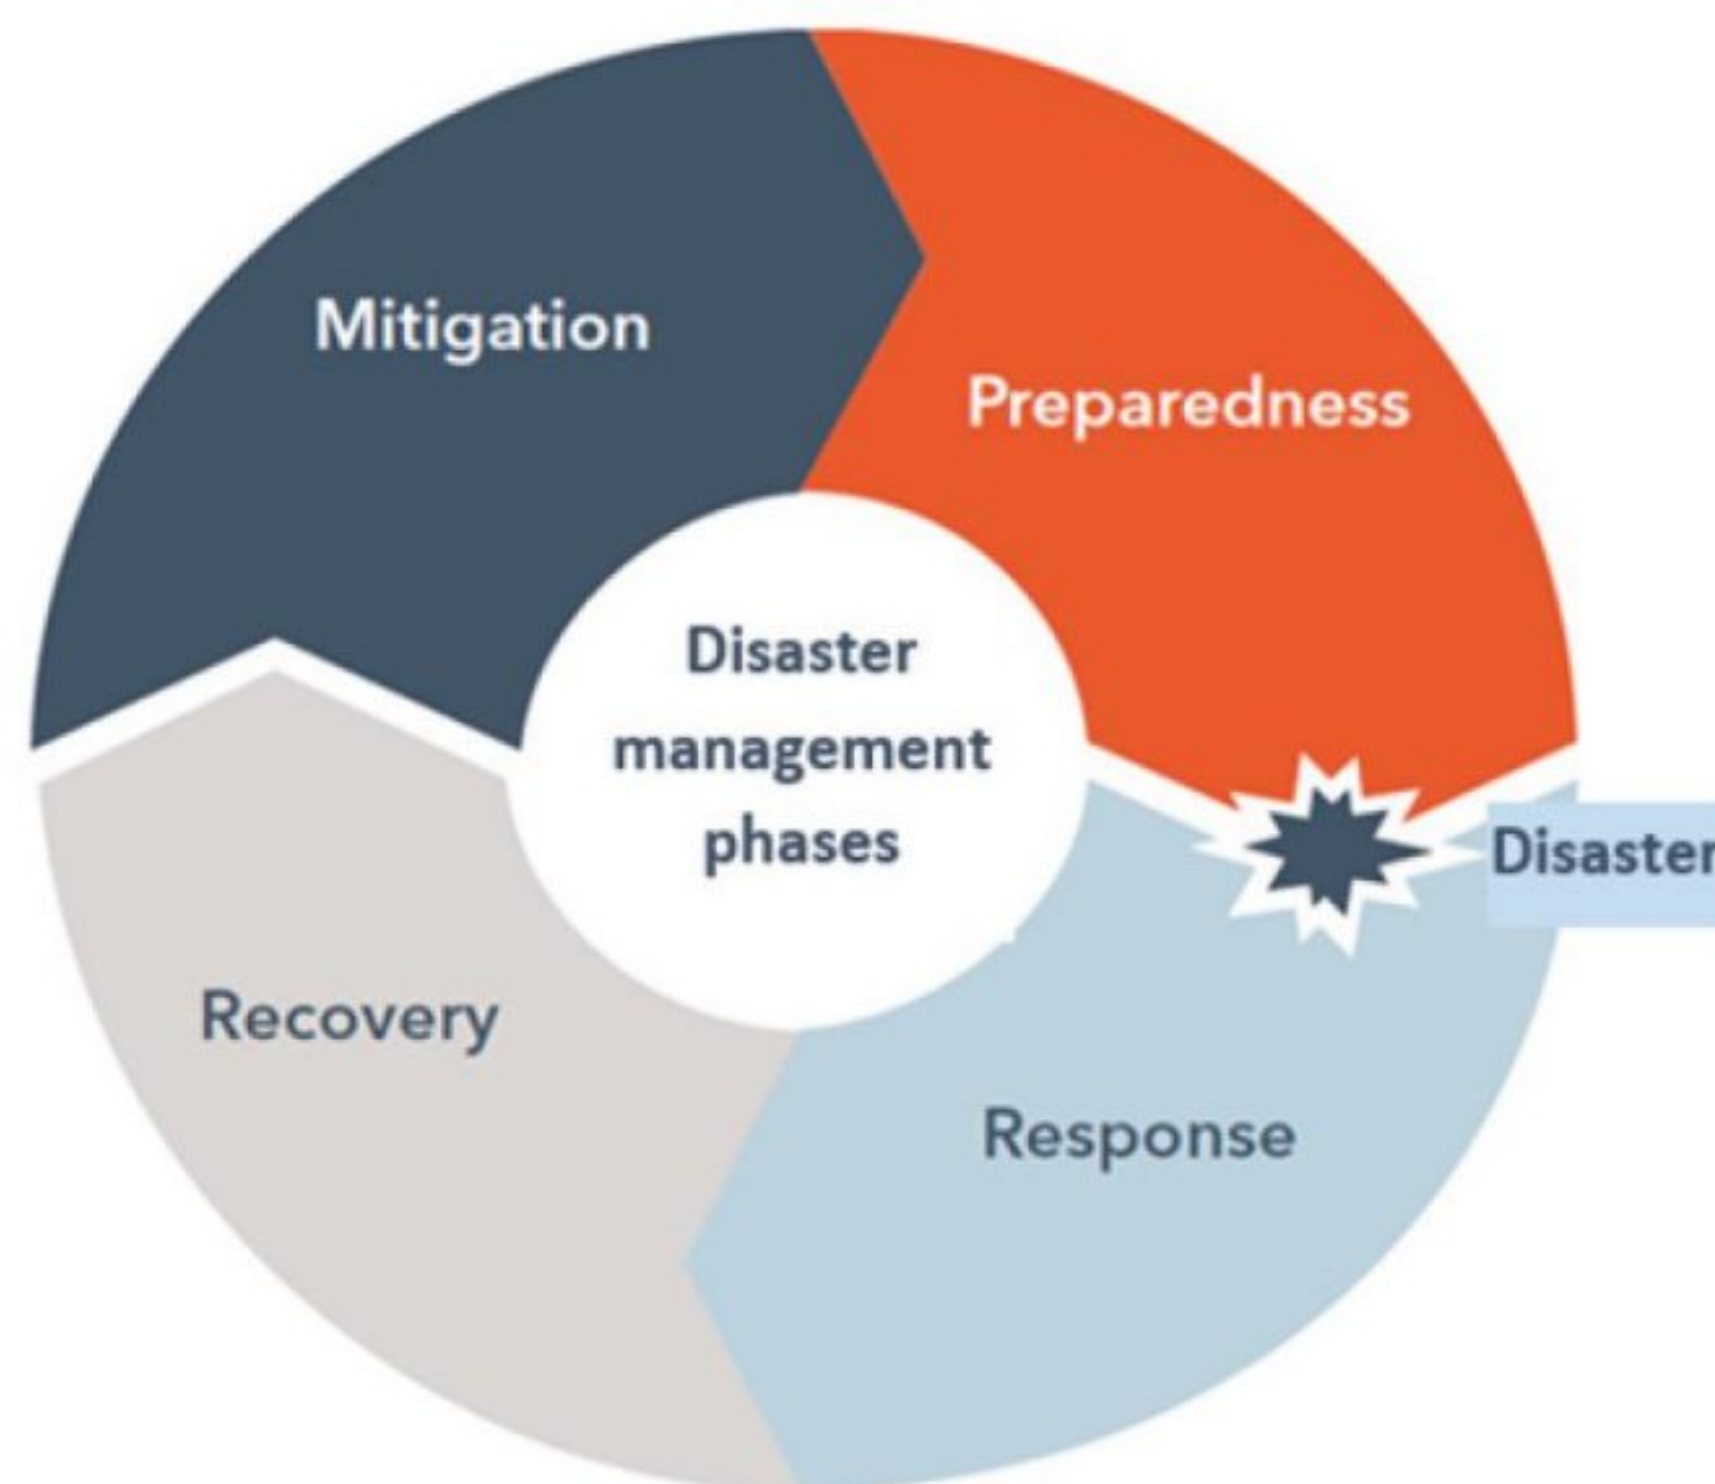 Mitigation
Preparedness
Disaster
management
phases
Disaster
Recovery
Response